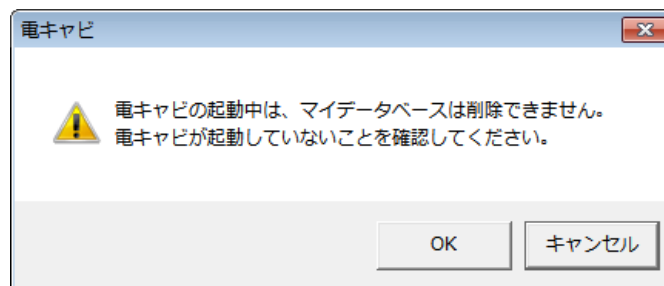 電キャビ
電キャビの起動中は、マイデータベースは削除できません。
電キャビが起動していないことを確認してください。
OK
キャンセル